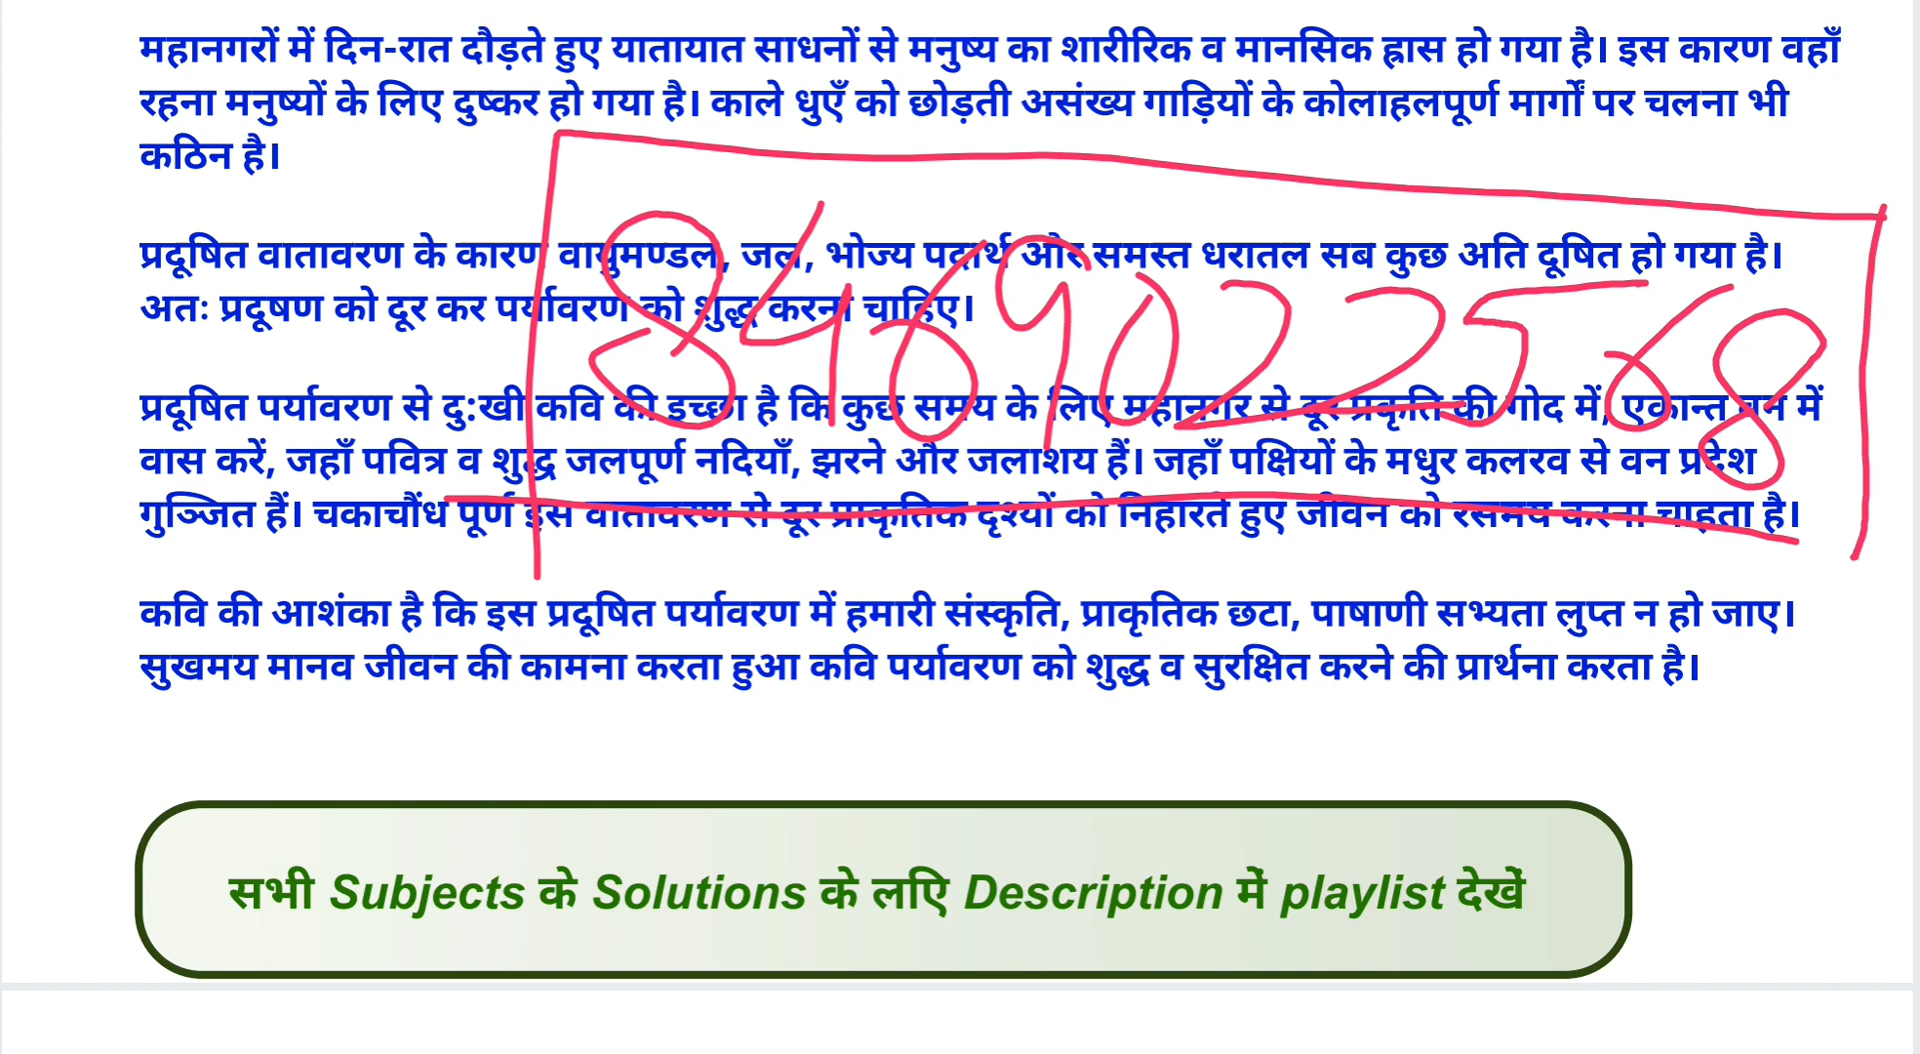 महानगरों में दिन-रात दौड़ते हुए यातायात साधनों से मनुष्य का शारीरिक व मानसिक ह्रास हो गया है। इस कारण वहाँ
रहना मनुष्यों के लिए दुष्कर हो गया है। काले धुएँ को छोड़ती असंख्य गाड़ियों के कोलाहलपूर्ण मार्गों पर चलना भी
कठिन है।
प्रदूषित वातावरण के कारण वायुमण्डल, जल, भोज्य पदार्थ और समस्त धरातल सब कुछ अति दूषित हो गया है।
अतः प्रदूषण को दूर कर पर्यावरण को शुद्ध करना चाहिए।
8469022568
प्रदूषित पर्यावरण से दु:खी कवि की इच्छा है कि कुछ समय के लिए महानगर से दूर प्रकृति की गोद में, एकान्त वन में
वास करें, जहाँ पवित्र व शुद्ध जलपूर्ण नदियाँ, झरने और जलाशय हैं। जहाँ पक्षियों के मधुर कलरव से वन प्रदेश
गुञ्जित हैं। चकाचौंध पूर्ण इस वातावरण से दूर प्राकृतिक दृश्यों को निहारते हुए जीवन को रसमय करना चाहता है।
कवि की आशंका है कि इस प्रदूषित पर्यावरण में हमारी संस्कृति, प्राकृतिक छटा, पाषाणी सभ्यता लुप्त न हो जाए।
सुखमय मानव जीवन की कामना करता हुआ कवि पर्यावरण को शुद्ध व सुरक्षित करने की प्रार्थना करता है।
सभी Subjects के Solutions के लिए Description में playlist देखें